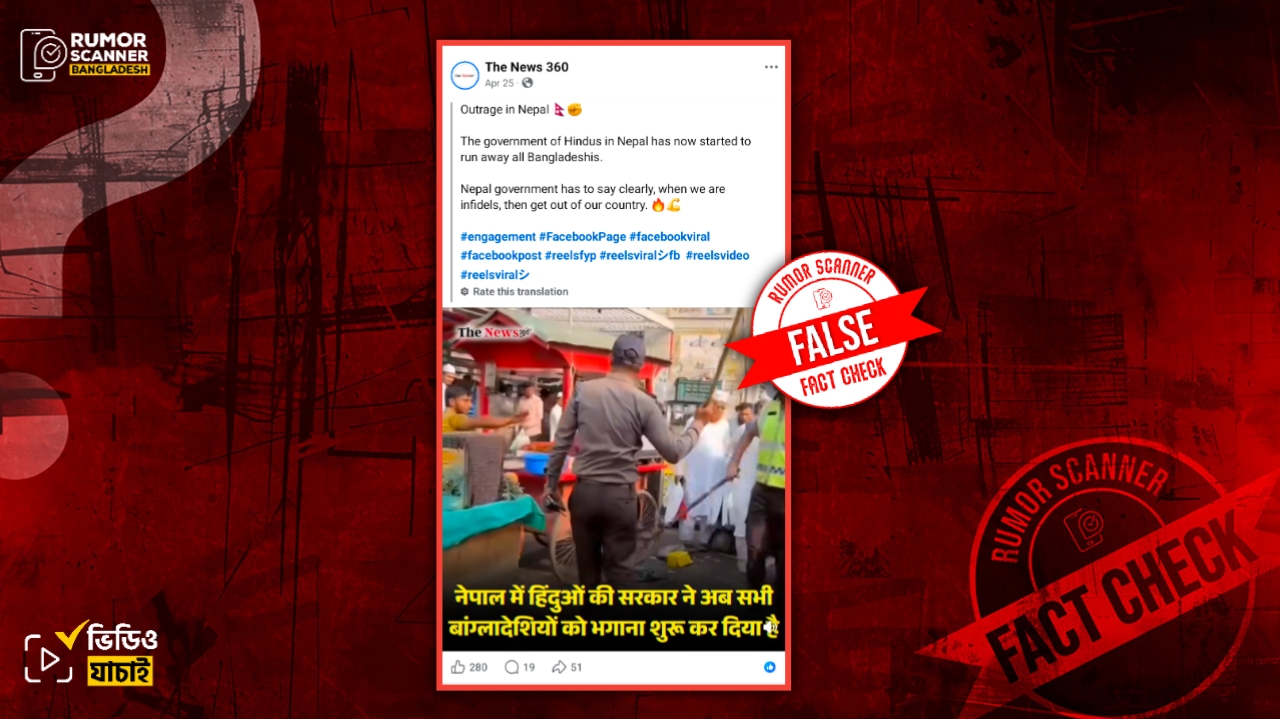 RUMOR
SCANNER
BANGLADESH
The News 360
Apr 25
Outrage in Nepal 🇳🇵✊
The government of Hindus in Nepal has now started to
run away all Bangladeshis.
Nepal government has to say clearly, when we are
infidels, then get out of our country. 🔥💪
#engagement #FacebookPage #facebookviral
#facebookpost #reelsfyp #reelsviralシfb #reelsvideo
#reelsviralシ
Rate this translation
The News
नेपाल में हिंदुओं की सरकार ने अब सभी
बांग्लादेशियों को भगाना शुरू कर दिया है
280 19 51
RUMOR SCANNER
FALSE
FACT CHECK
RUMOR SCANNER
FACT CHECK
ভিডিও
যাচাই